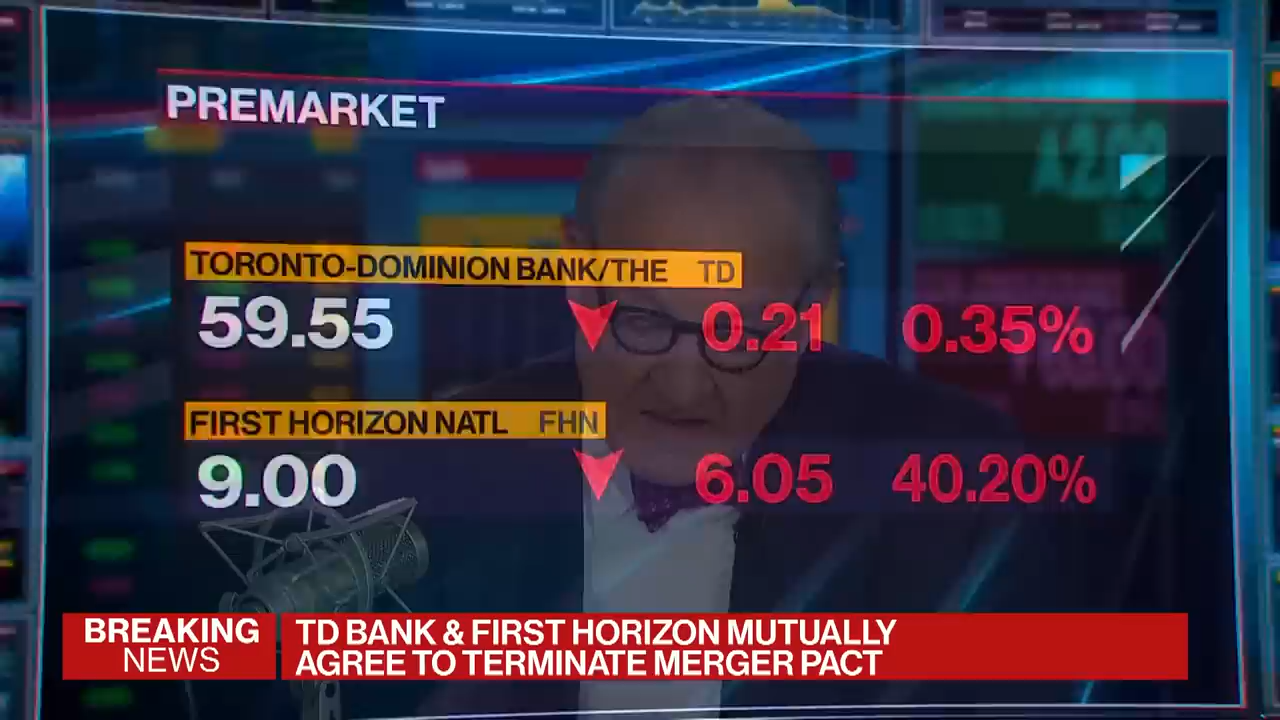 PREMARKET
TORONTO-DOMINION BANK/THE TD
59.55 ▼ 0.21 0.35%
FIRST HORIZON NATL FHN
9.00 ▼ 6.05 40.20%
BREAKING NEWS
TD BANK & FIRST HORIZON MUTUALLY
AGREE TO TERMINATE MERGER PACT